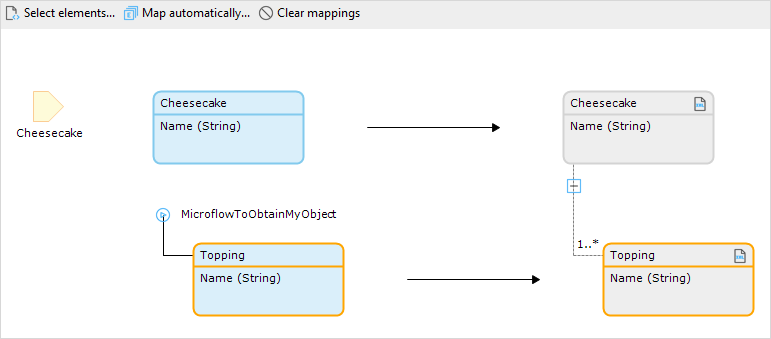 Select elements... Map automatically... Clear mappings
Cheesecake
Cheesecake
Name (String)
Cheesecake
Name (String)
MicroflowToObtainMyObject
1..*
Topping
Name (String)
Topping
Name (String)